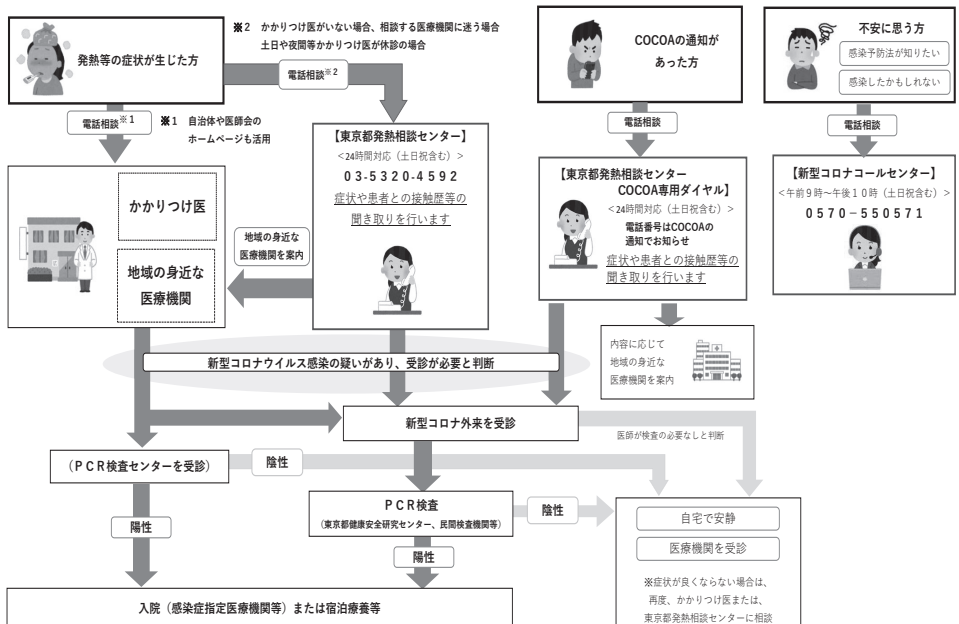 発熱等の症状が生じた方
※2 かかりつけ医がいない場合、相談する医療機関に迷う場合
土日や夜間等かかりつけ医が休診の場合
電話相談※2
電話相談※1
※1 自治体や医師会の
ホームページも活用
かかりつけ医
地域の身近な
医療機関
【東京都発熱相談センター】
<24時間対応（土日祝含む）>
03-5320-4592
症状や患者との接触歴等の
聞き取りを行います
地域の身近な
医療機関を案内
COCOAの通知が
あった方
電話相談
【東京都発熱相談センター
COCOA専用ダイヤル】
<24時間対応（土日祝含む）>
電話番号はCOCOAの
通知でお知らせ
症状や患者との接触歴等の
聞き取りを行います
内容に応じて
地域の身近な
医療機関を案内
不安に思う方
感染予防法が知りたい
感染したかもしれない
電話相談
【新型コロナコールセンター】
<午前９時～午後１０時（土日祝含む）>
0570－550571
新型コロナウイルス感染の疑いがあり、受診が必要と判断
新型コロナ外来を受診
医師が検査の必要なしと判断
（ＰＣＲ検査センターを受診）
陰性
ＰＣＲ検査
（東京都健康安全研究センター、民間検査機関等）
陰性
陽性
陽性
自宅で安静
医療機関を受診
※症状が良くならない場合は、
再度、かかりつけ医または、
東京都発熱相談センターに相談
入院（感染症指定医療機関等）または宿泊療養等